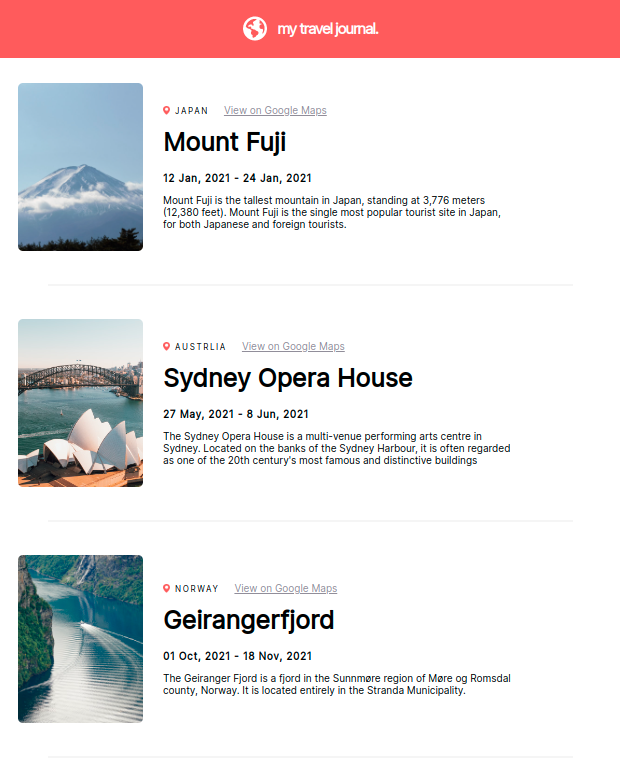 my travel journal.
JAPAN View on Google Maps
Mount Fuji
12 Jan, 2021 - 24 Jan, 2021
Mount Fuji is the tallest mountain in Japan, standing at 3,776 meters
(12,380 feet). Mount Fuji is the single most popular tourist site in Japan,
for both Japanese and foreign tourists.
AUSTRLIA View on Google Maps
Sydney Opera House
27 May, 2021 - 8 Jun, 2021
The Sydney Opera House is a multi-venue performing arts centre in
Sydney. Located on the banks of the Sydney Harbour, it is often regarded
as one of the 20th century's most famous and distinctive buildings
NORWAY View on Google Maps
Geirangerfjord
01 Oct, 2021 - 18 Nov, 2021
The Geiranger Fjord is a fjord in the Sunnmøre region of Møre og Romsdal
county, Norway. It is located entirely in the Stranda Municipality.